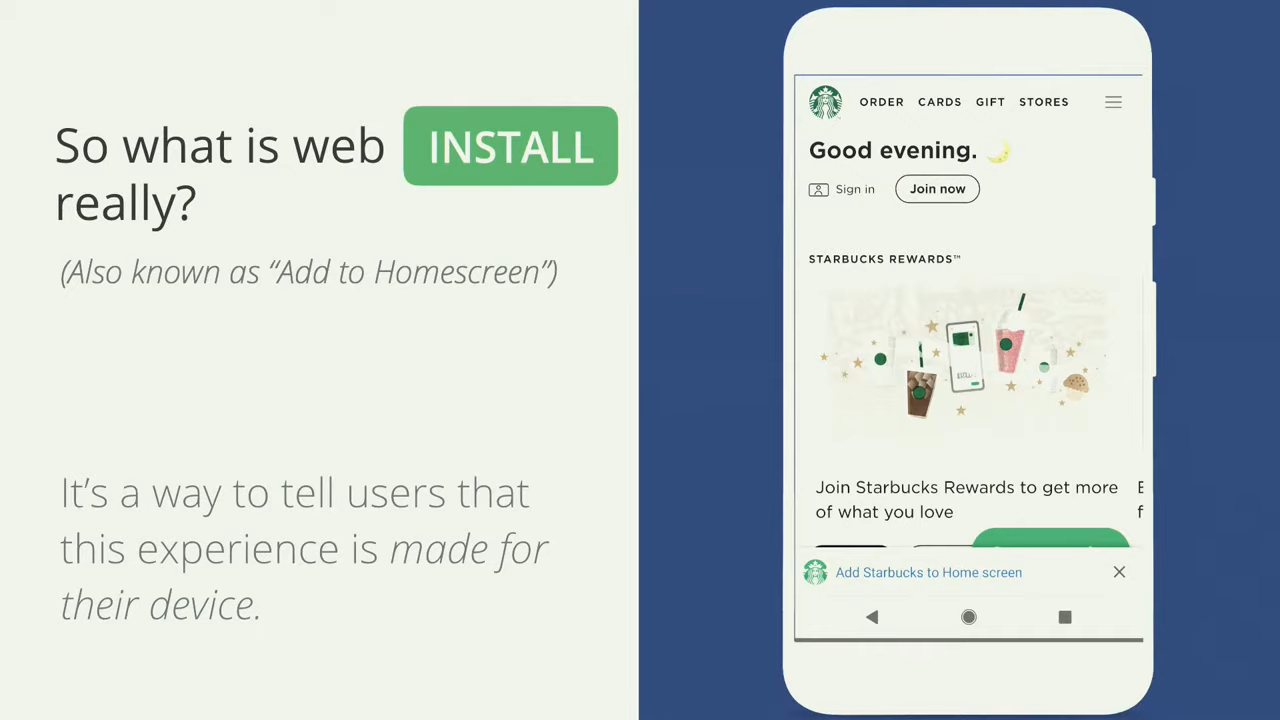 So what is web INSTALL
really?
(Also known as “Add to Homescreen”)
It’s a way to tell users that
this experience is made for
their device.
ORDER CARDS GIFT STORES
Good evening.
Sign in Join now
STARBUCKS REWARDS™
Join Starbucks Rewards to get more
of what you love
Add Starbucks to Home screen